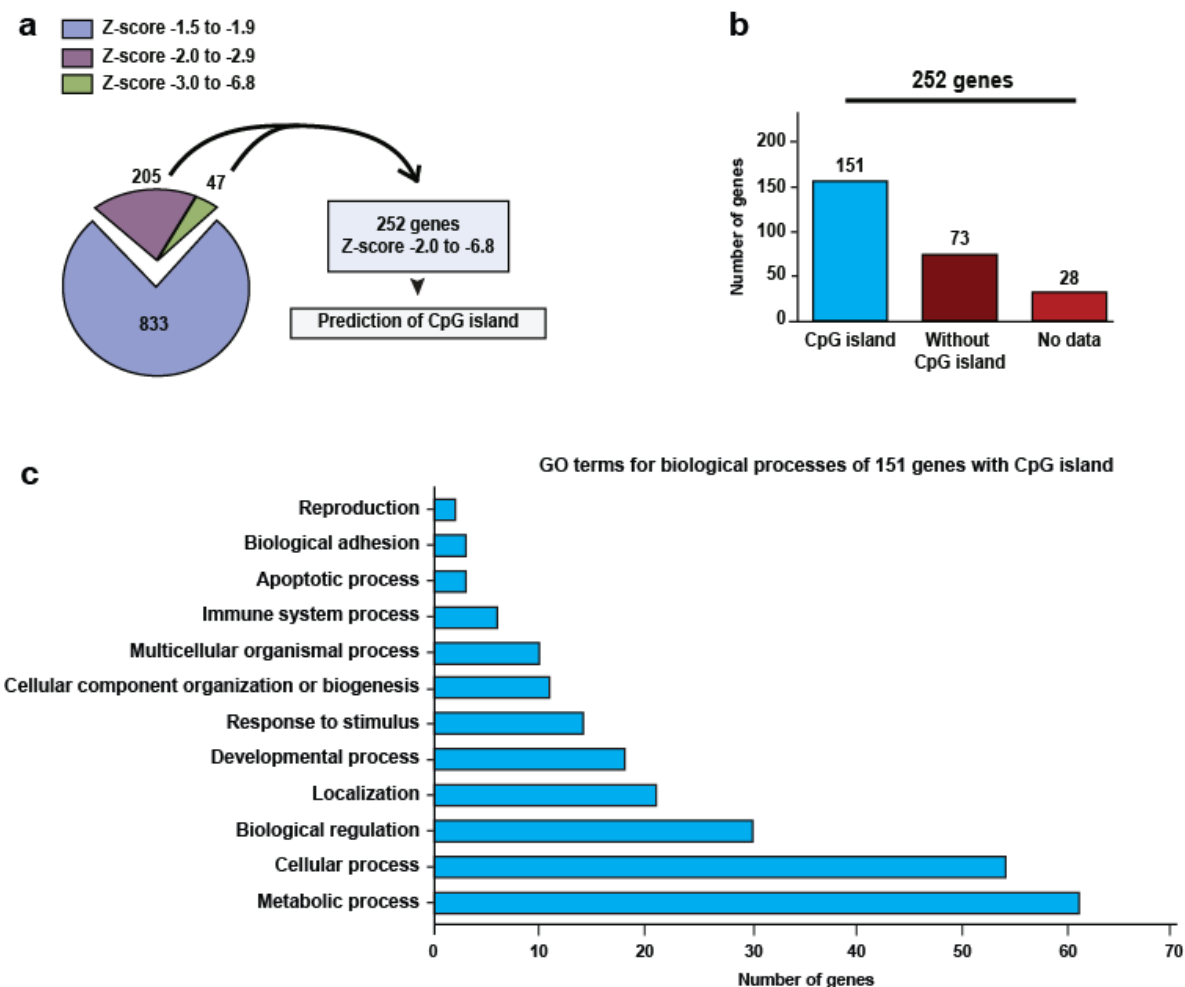 a
Z-score -1.5 to -1.9
Z-score -2.0 to -2.9
Z-score -3.0 to -6.8
205
47
833
252 genes
Z-score -2.0 to -6.8
Prediction of CpG island
b
252 genes
Number of genes
200
150
100
50
0
151
73
28
CpG island
Without
CpG island
No data
c
GO terms for biological processes of 151 genes with CpG island
Reproduction
Biological adhesion
Apoptotic process
Immune system process
Multicellular organismal process
Cellular component organization or biogenesis
Response to stimulus
Developmental process
Localization
Biological regulation
Cellular process
Metabolic process
0 10 20 30 40 50 60 70
Number of genes